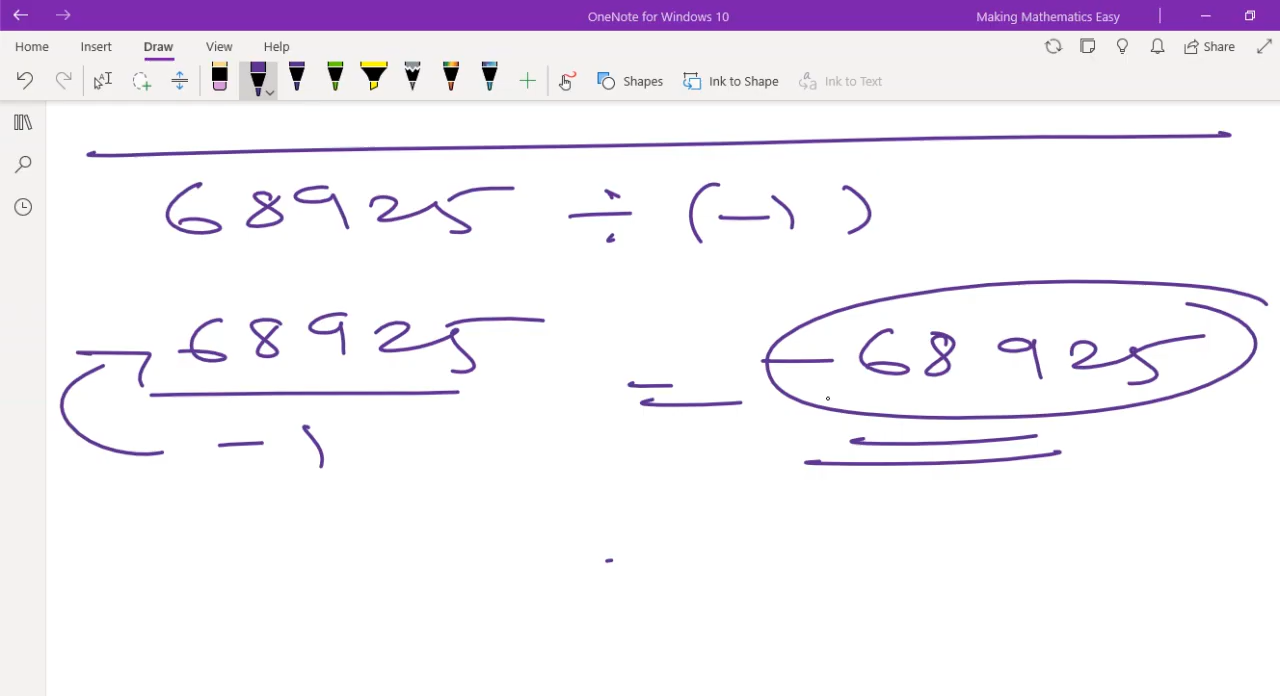 OneNote for Windows 10
Making Mathematics Easy
Home Insert Draw View Help
Share
Shapes Ink to Shape Ink to Text
68925 ÷ (-1)
68925
-1
= -68925